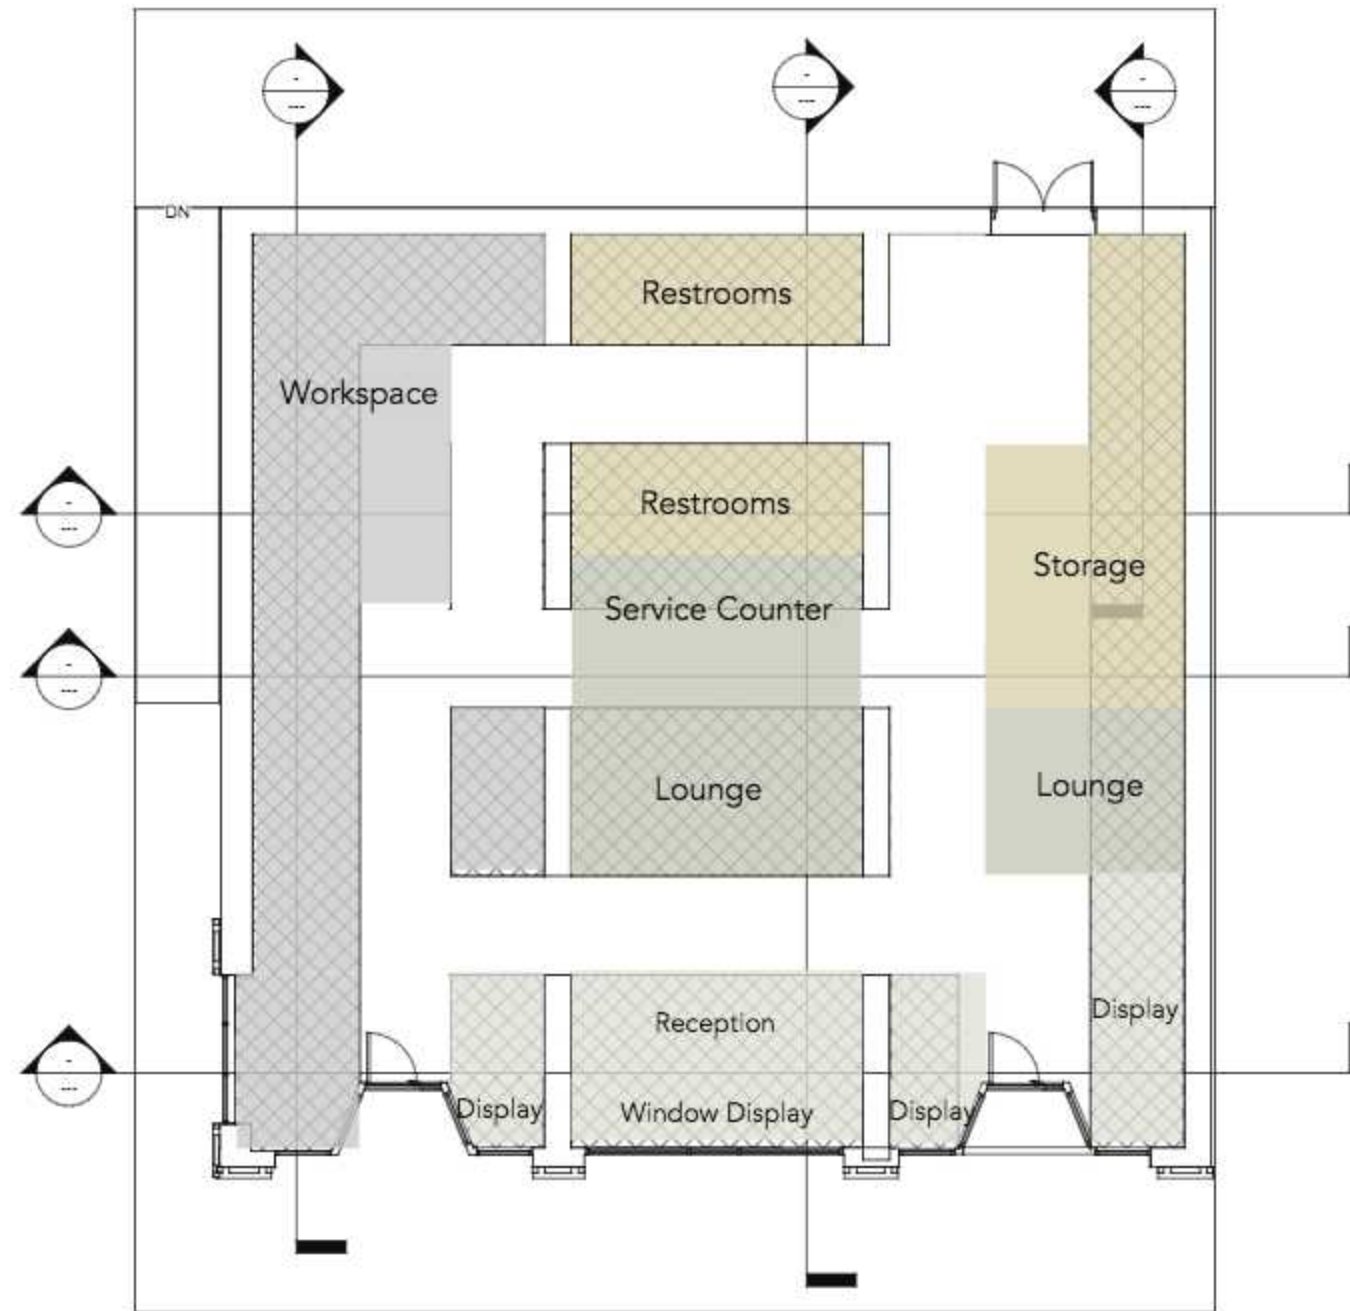 -
---
-
---
-
---
DN
Restrooms
Workspace
-
---
Restrooms
Storage
Service Counter
-
---
Lounge
Lounge
Display
Reception
-
---
Display
Window Display
Display